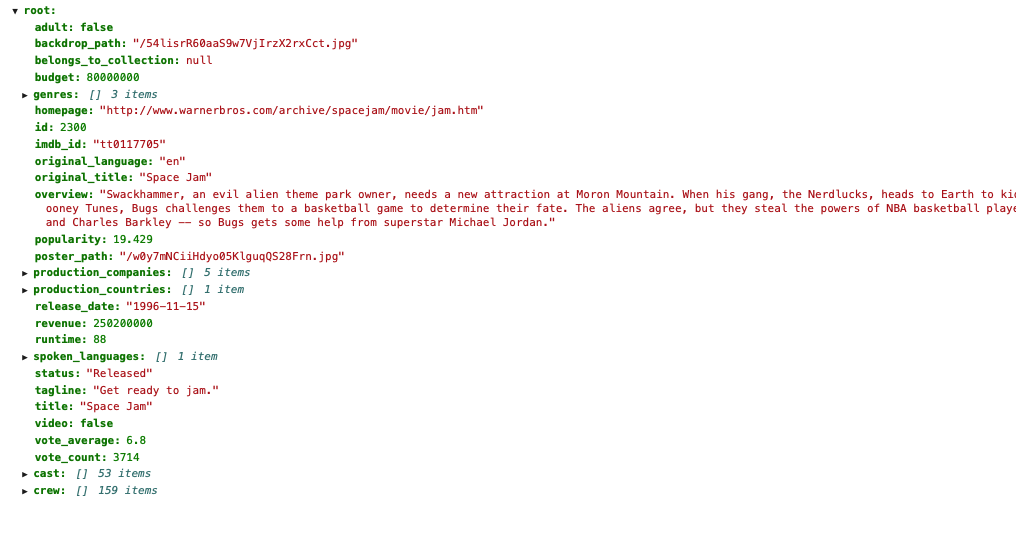 ▼ root:
adult: false
backdrop_path: "/54lisrR60aaS9w7VjIrzX2rxCct.jpg"
belongs_to_collection: null
budget: 80000000
▶ genres: [] 3 items
homepage: "http://www.warnerbros.com/archive/spacejam/movie/jam.htm"
id: 2300
imdb_id: "tt0117705"
original_language: "en"
original_title: "Space Jam"
overview: "Swackhammer, an evil alien theme park owner, needs a new attraction at Moron Mountain. When his gang, the Nerdlucks, heads to Earth to
ooney Tunes, Bugs challenges them to a basketball game to determine their fate. The aliens agree, but they steal the powers of NBA basketball
and Charles Barkley –– so Bugs gets some help from superstar Michael Jordan."
popularity: 19.429
poster_path: "/w0y7mNCiiHdyo05KlguqQS28Frn.jpg"
▶ production_companies: [] 5 items
▶ production_countries: [] 1 item
release_date: "1996–11–15"
revenue: 250200000
runtime: 88
▶ spoken_languages: [] 1 item
status: "Released"
tagline: "Get ready to jam."
title: "Space Jam"
video: false
vote_average: 6.8
vote_count: 3714
▶ cast: [] 53 items
▶ crew: [] 159 items